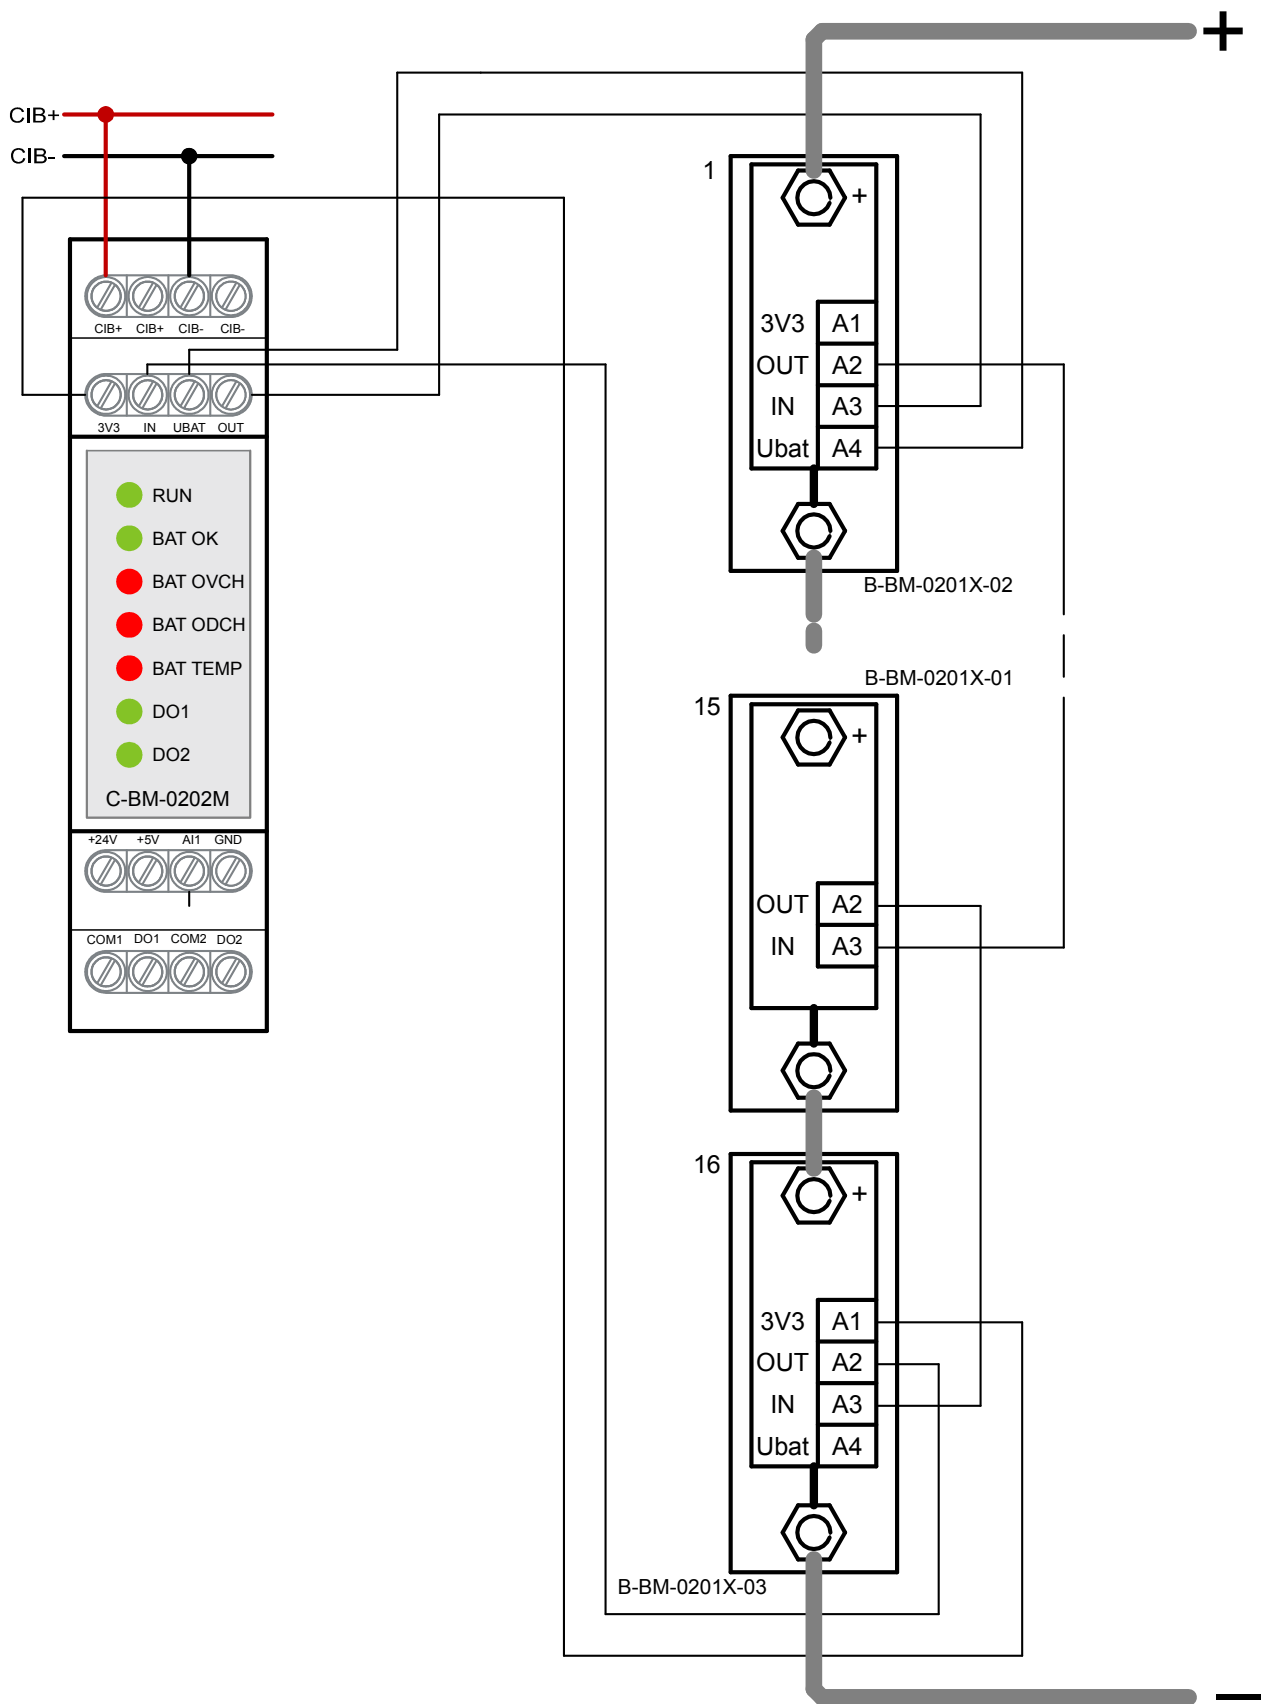 +
CIB+
CIB-
CIB+ CIB+ CIB- CIB-
3V3 IN UBAT OUT
RUN
BAT OK
BAT OVCH
BAT ODCH
BAT TEMP
DO1
DO2
C-BM-0202M
+24V +5V AI1 GND
COM1 DO1 COM2 DO2
1
+
3V3 A1
OUT A2
IN A3
Ubat A4
B-BM-0201X-02
B-BM-0201X-01
15
+
OUT A2
IN A3
16
+
3V3 A1
OUT A2
IN A3
Ubat A4
B-BM-0201X-03
−